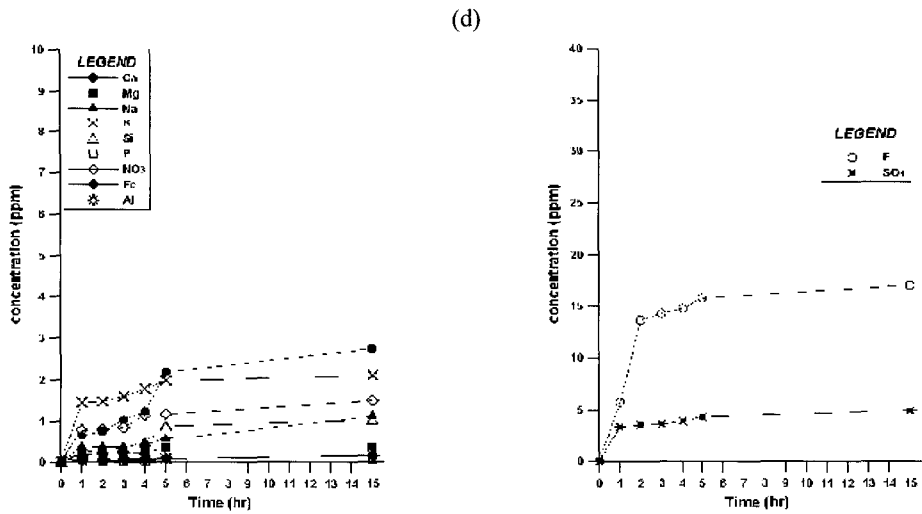 (d)
LEGEND
Ca
Mg
Na
K
Si
P
NO3
Fe
Al
concentration (ppm)
10
9
8
7
6
5
4
3
2
1
0
0 1 2 3 4 5 6 7 8 9 10 11 12 13 14 15
Time (hr)
LEGEND
F
SO4
concentration (ppm)
40
35
30
25
20
15
10
5
0
0 1 2 3 4 5 6 7 8 9 10 11 12 13 14 15
Time (hr)